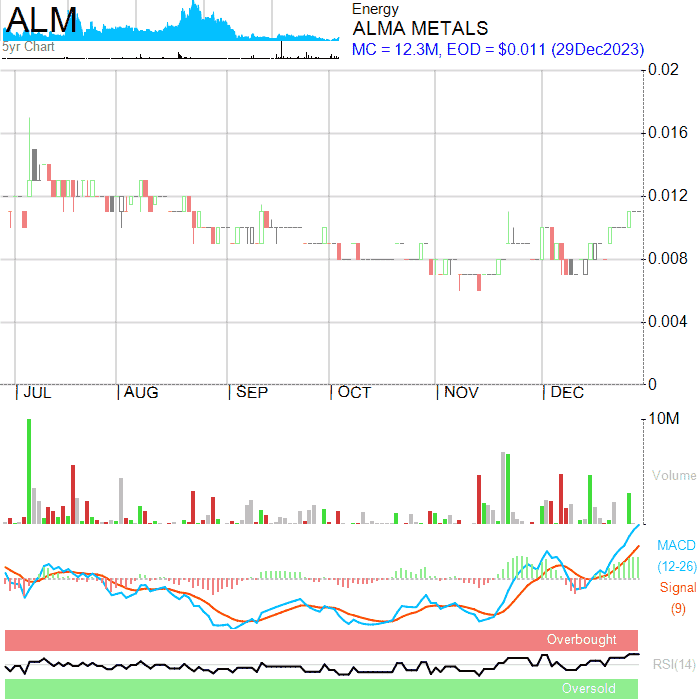 ALM
5yr Chart
Energy
ALMA METALS
MC = 12.3M, EOD = $0.011 (29Dec2023)
0.02
0.016
0.012
0.008
0.004
0
JUL AUG SEP OCT NOV DEC
10M
Volume
MACD
(12-26)
Signal
(9)
Overbought
RSI(14)
Oversold